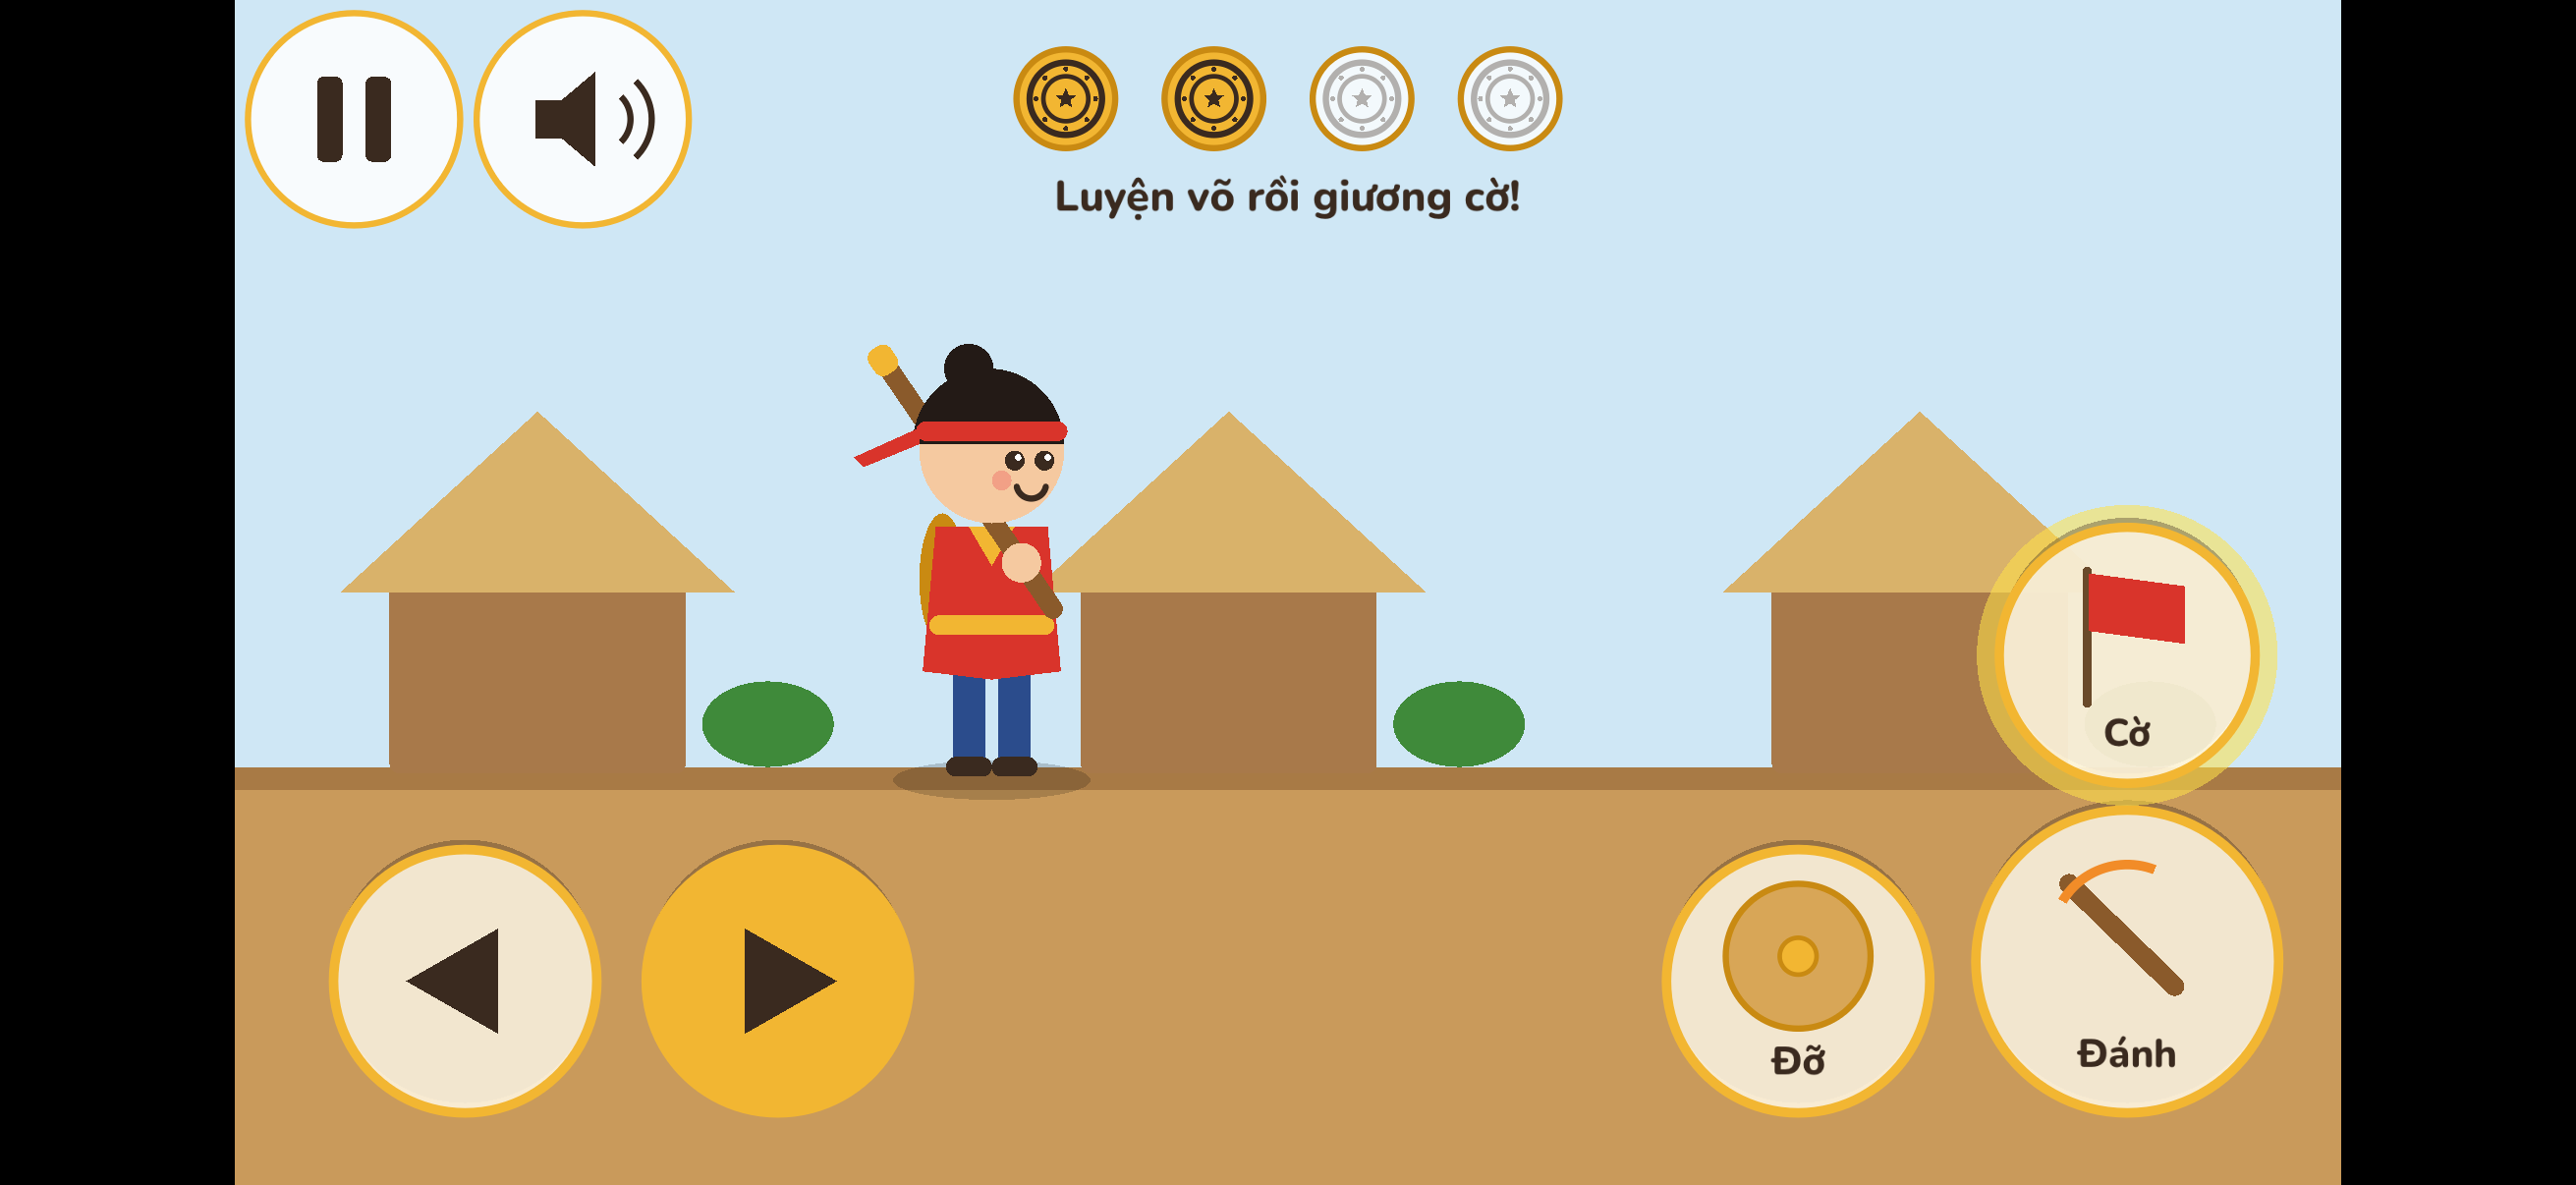 Luyện võ rồi giương cờ!
Cờ
Đỡ
Đánh